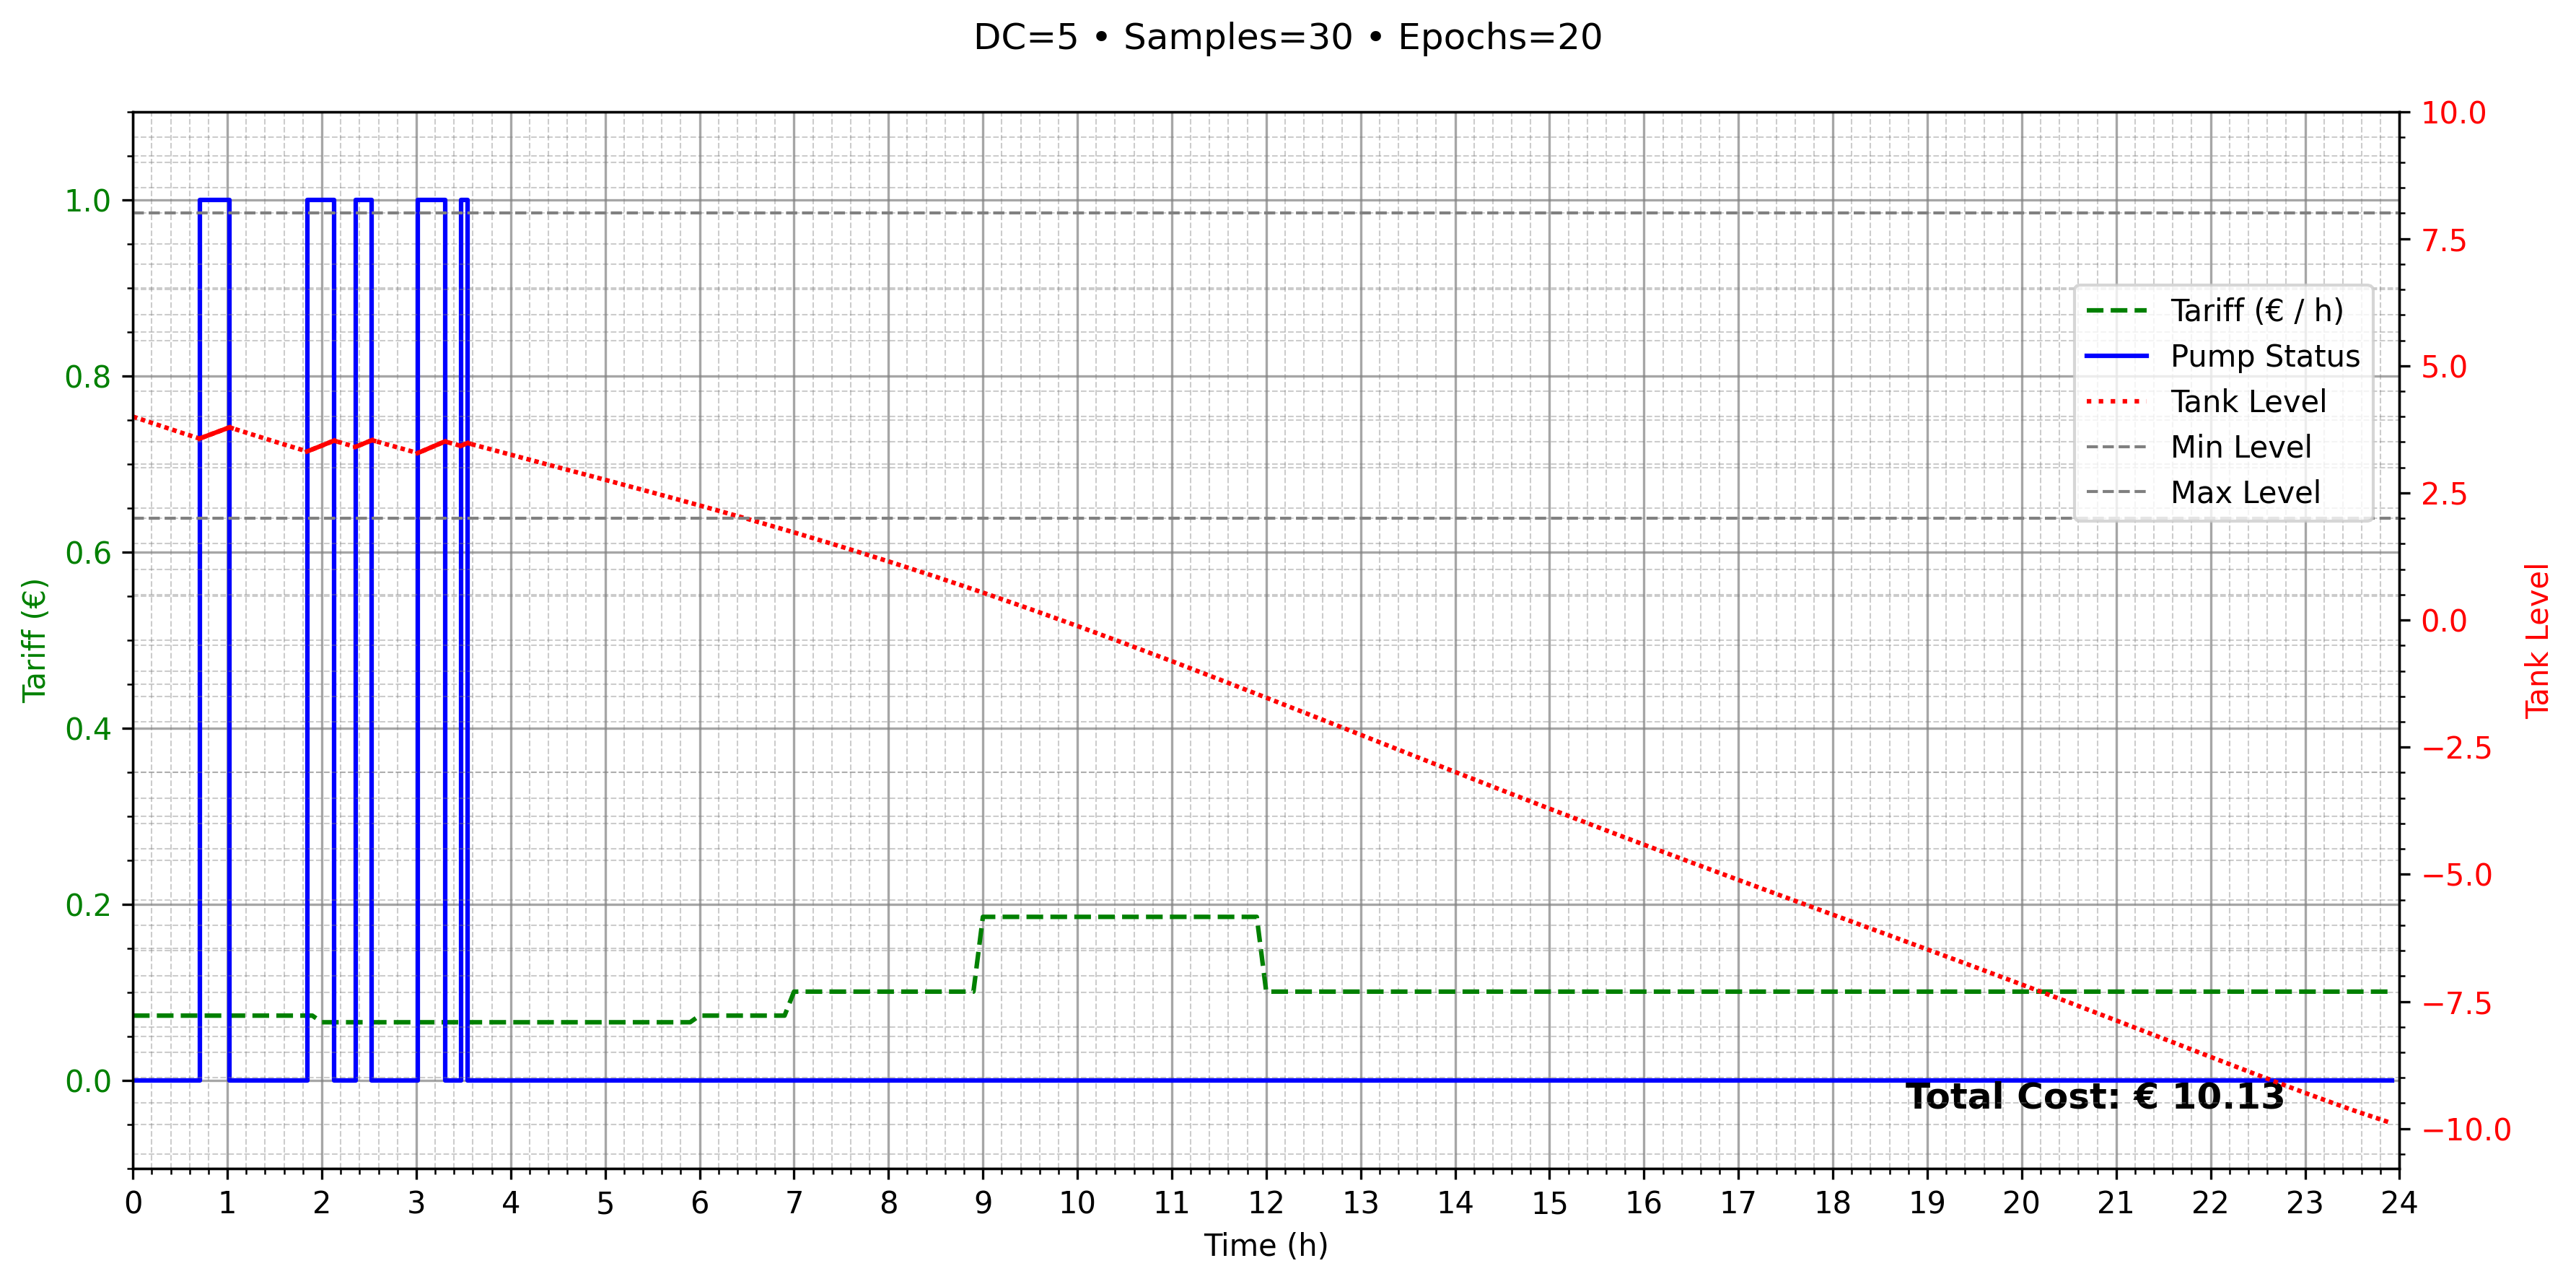 DC=5 • Samples=30 • Epochs=20
1.0
0.8
0.6
0.4
0.2
0.0
Tariff (€)
10.0
7.5
5.0
2.5
0.0
−2.5
−5.0
−7.5
−10.0
Tank Level
Tariff (€ / h)
Pump Status
Tank Level
Min Level
Max Level
Total Cost: € 10.13
0 1 2 3 4 5 6 7 8 9 10 11 12 13 14 15 16 17 18 19 20 21 22 23 24
Time (h)